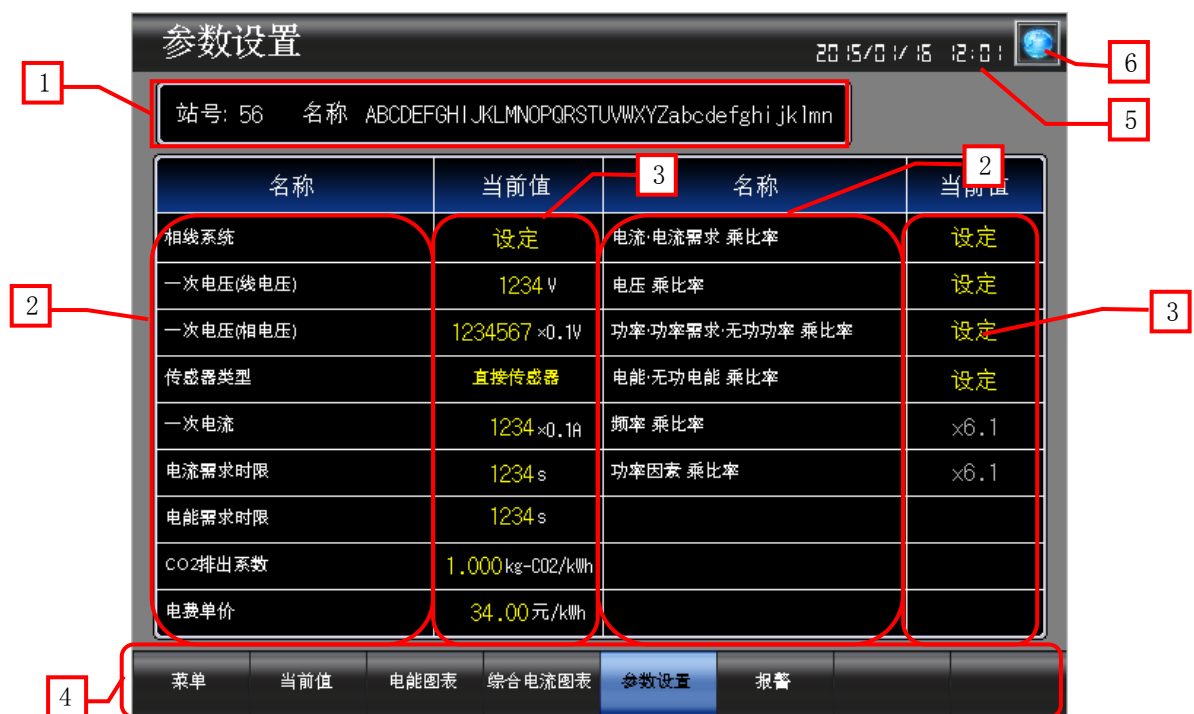 参数设置
2015/01/16 12:01
6
1
5
站号: 56 名称 ABCDEFGHIJKLMNOPQRSTUVWXYZabcdefghijklmn
3
2
名称 当前值 名称 当前值
相线系统 设定 电流·电流需求 乘比率 设定
一次电压(线电压) 1234 V 电压 乘比率 设定
2
3
一次电压(相电压) 1234567 ×0.1V 功率·功率需求·无功功率 乘比率 设定
传感器类型 直接传感器 电能·无功电能 乘比率 设定
一次电流 1234 ×0.1A 频率 乘比率 ×6.1
电流需求时限 1234 s 功率因素 乘比率 ×6.1
电能需求时限 1234 s
CO2排出系数 1.000 kg-CO2/kWh
电费单价 34.00 元/kWh
4
菜单 当前值 电能图表 综合电流图表 参数设置 报警